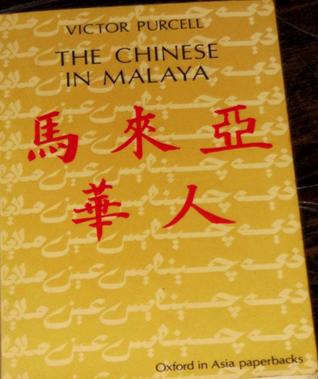 VICTOR PURCELL
THE CHINESE
IN MALAYA
馬來亞
華人
Oxford in Asia paperbacks